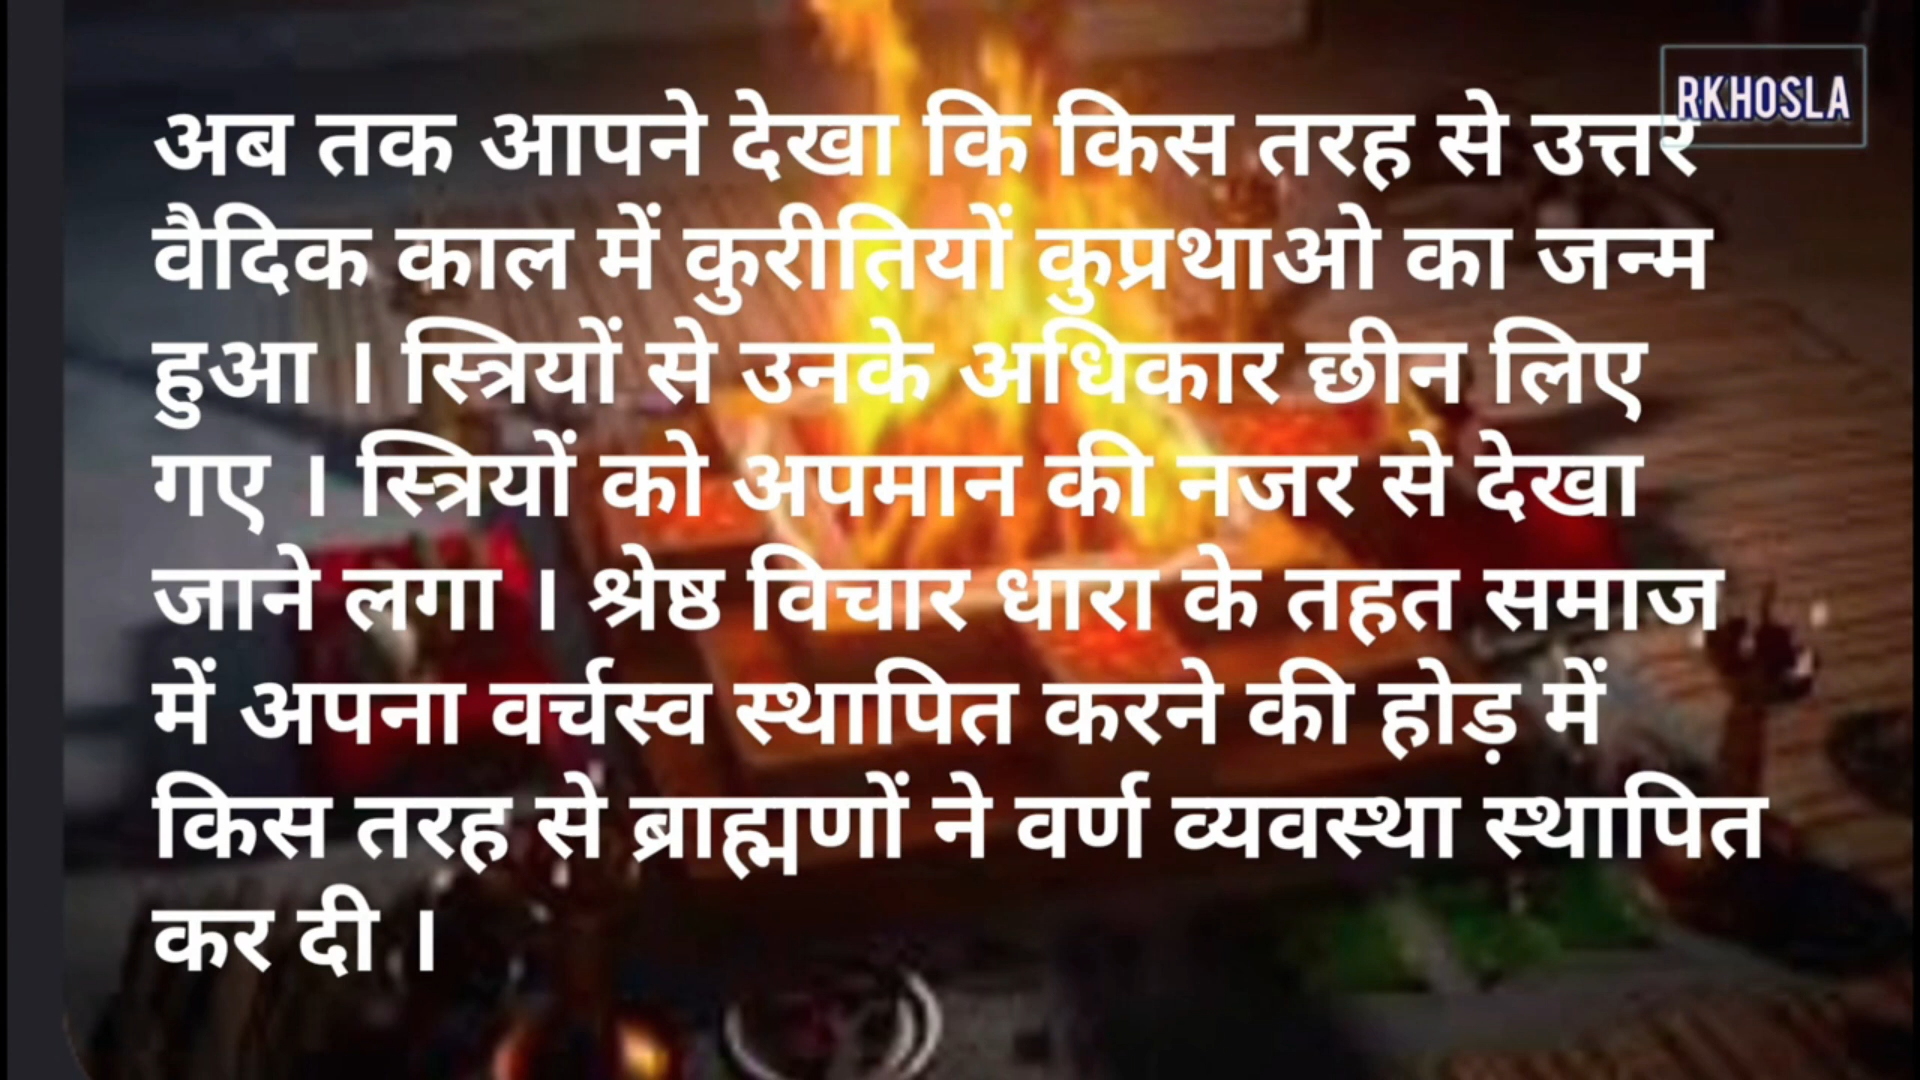 RKHOSLA
अब तक आपने देखा कि किस तरह से उत्तर
वैदिक काल में कुरीतियों कुप्रथाओ का जन्म
हुआ । स्त्रियों से उनके अधिकार छीन लिए
गए । स्त्रियों को अपमान की नजर से देखा
जाने लगा । श्रेष्ठ विचार धारा के तहत समाज
में अपना वर्चस्व स्थापित करने की होड़ में
किस तरह से ब्राह्मणों ने वर्ण व्यवस्था स्थापित
कर दी ।